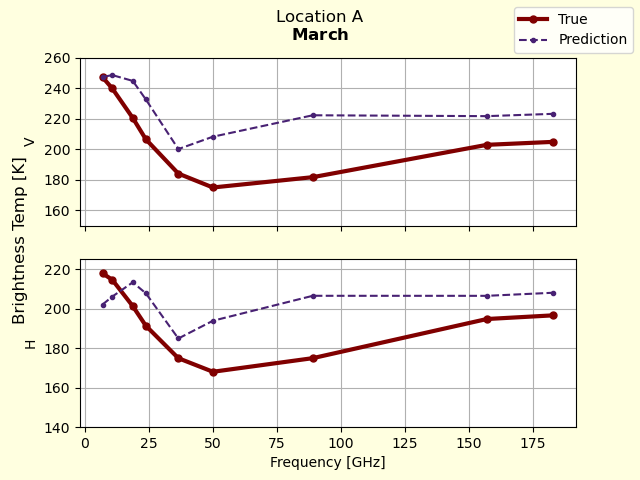 Location A
March
True
Prediction
260
240
220
200
180
160
V
Brightness Temp [K]
220
200
180
160
140
H
0 25 50 75 100 125 150 175
Frequency [GHz]